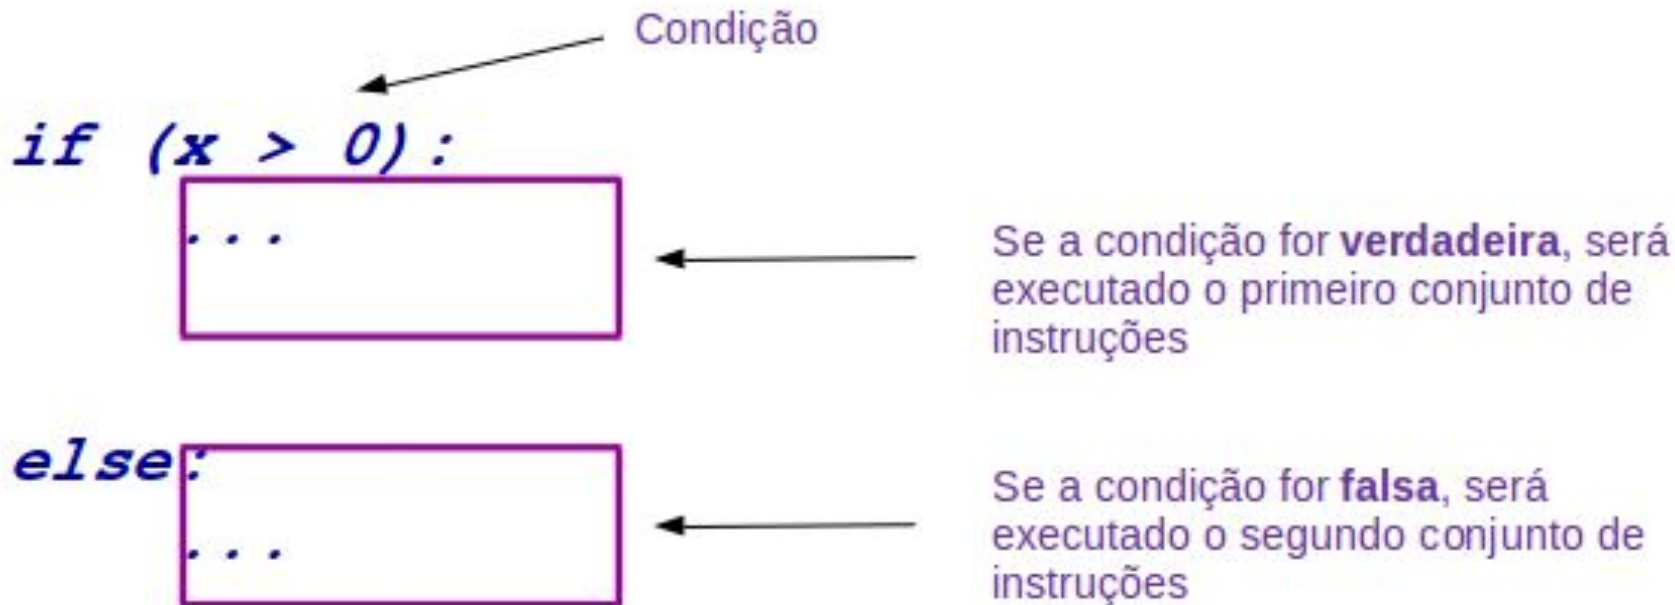 Condição
if (x > 0):
...
Se a condição for verdadeira, será
executado o primeiro conjunto de
instruções
else:
...
Se a condição for falsa, será
executado o segundo conjunto de
instruções